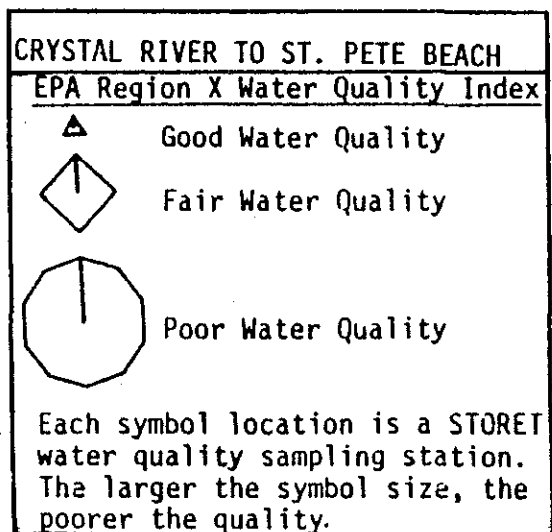 CRYSTAL RIVER TO ST. PETE BEACH
EPA Region X Water Quality Index
Good Water Quality
Fair Water Quality
Poor Water Quality
Each symbol location is a STORET
water quality sampling station.
The larger the symbol size, the
poorer the quality.